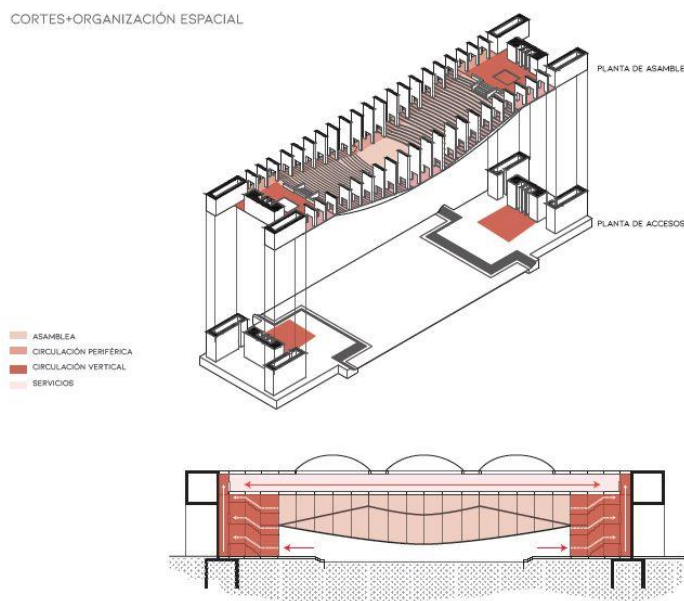 CORTES+ORGANIZACIÓN ESPACIAL
PLANTA DE ASAMBLE
PLANTA DE ACCESOS
ASAMBLEA
CIRCULACIÓN PERIFÉRICA
CIRCULACIÓN VERTICAL
SERVICIOS